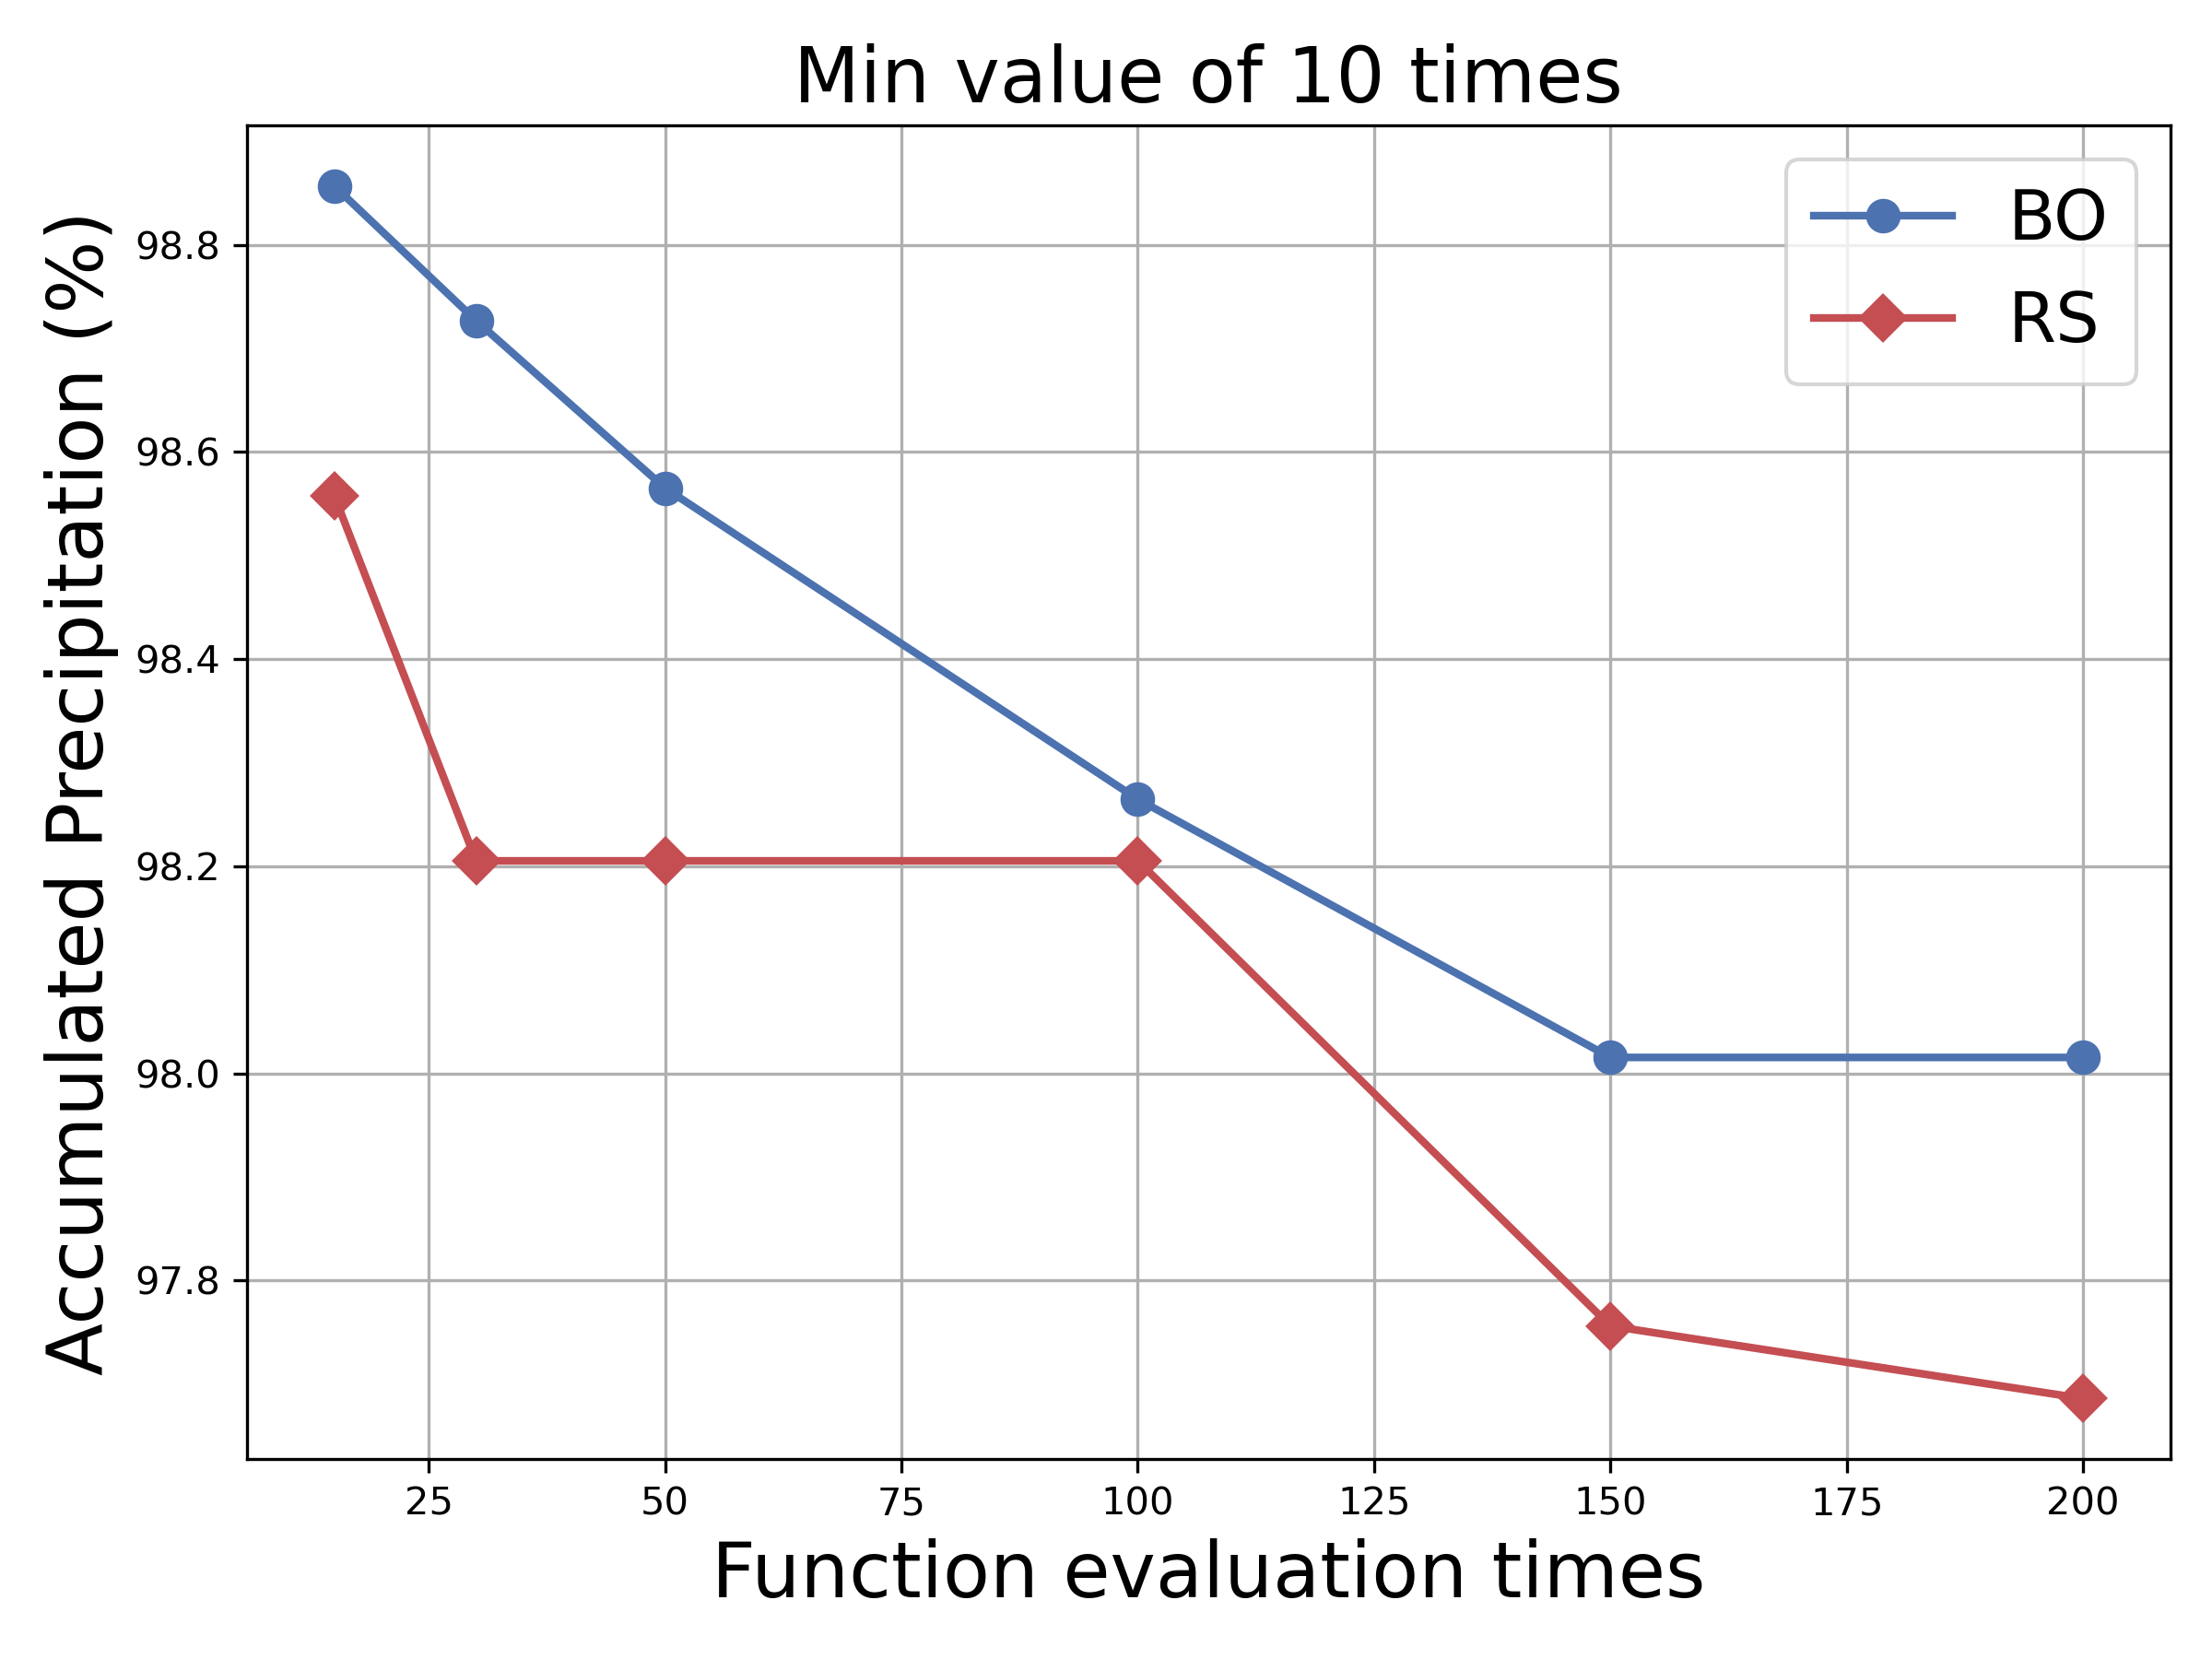 Min value of 10 times
Accumulated Precipitation (%)
98.8
98.6
98.4
98.2
98.0
97.8
BO
RS
25 50 75 100 125 150 175 200
Function evaluation times